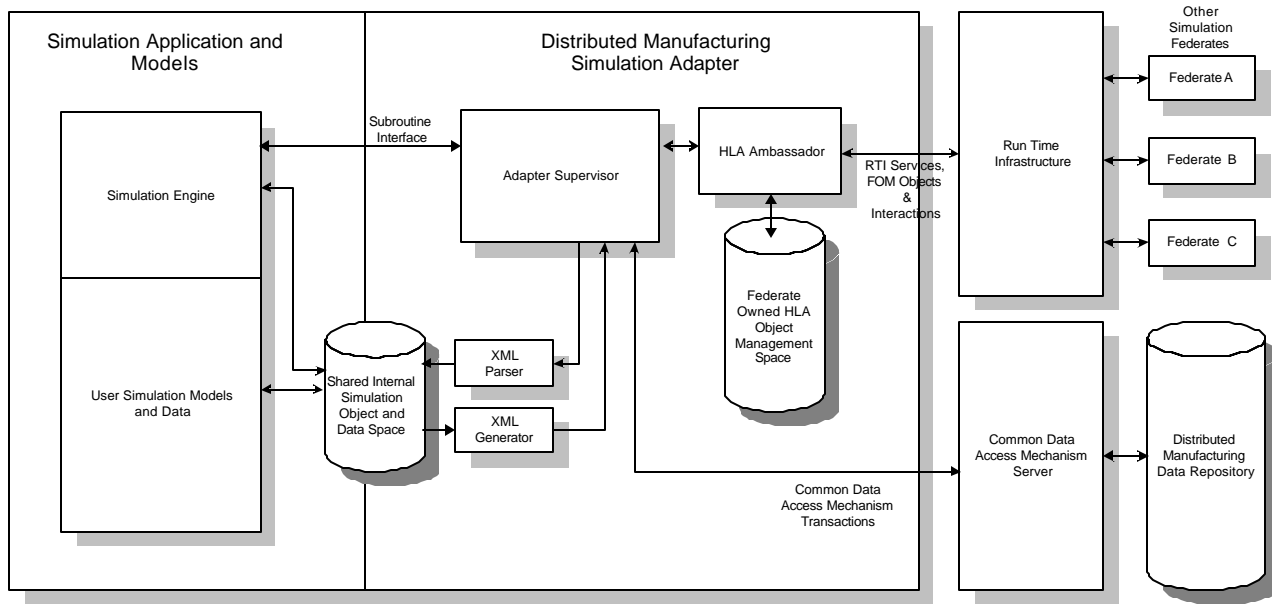 Simulation Application and
Models
Distributed Manufacturing
Simulation Adapter
Other
Simulation
Federates
Federate A
Federate B
Federate C
Subroutine
Interface
Simulation Engine
Adapter Supervisor
HLA Ambassador
RTI Services,
FOM Objects
&
Interactions
Run Time
Infrastructure
Federate
Owned HLA
Object
Management
Space
User Simulation Models
and Data
Shared Internal
Simulation
Object and
Data Space
XML
Parser
XML
Generator
Common Data
Access Mechanism
Transactions
Common Data
Access Mechanism
Server
Distributed
Manufacturing
Data Repository